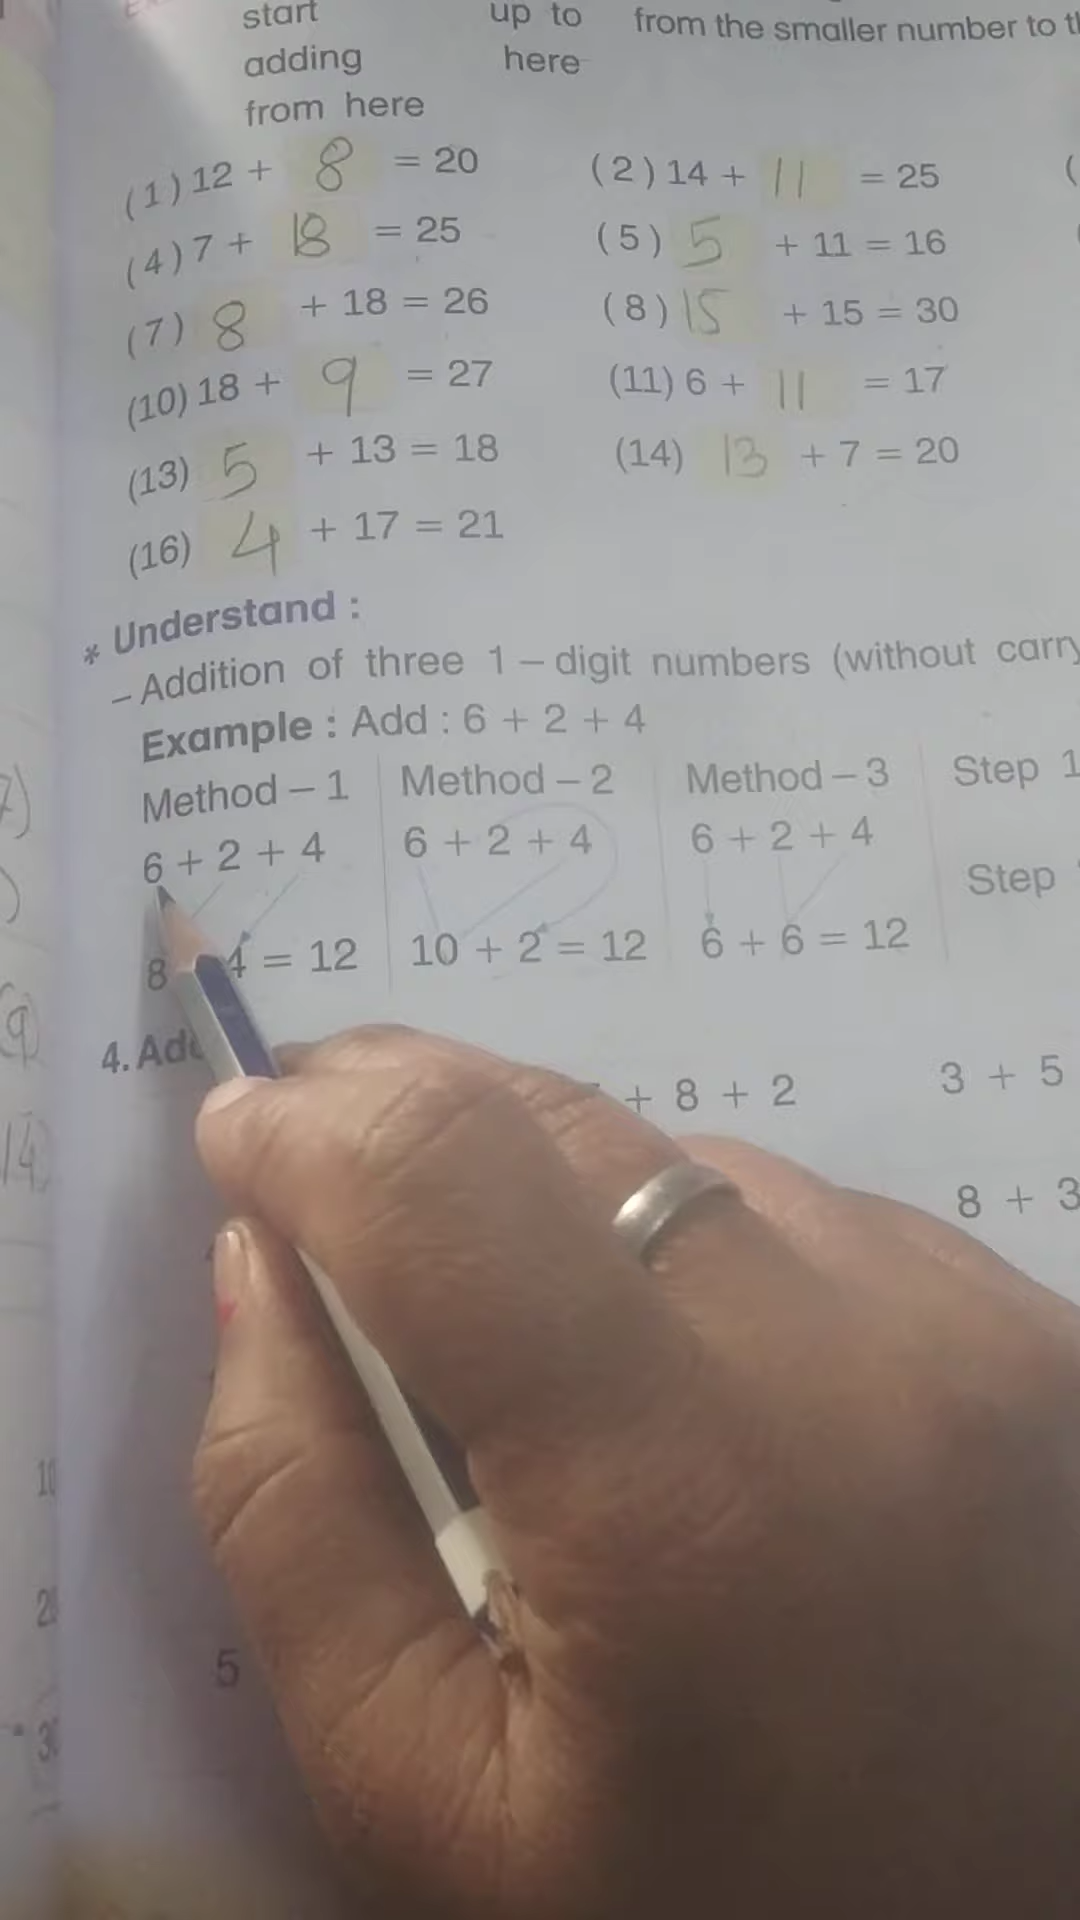 start up to from the smaller number to
adding here
from here
(1) 12 + 8 = 20 (2) 14 + 11 = 25
(4) 7 + 18 = 25 (5) 5 + 11 = 16
(7) 8 + 18 = 26 (8) 15 + 15 = 30
(10) 18 + 9 = 27 (11) 6 + 11 = 17
(13) 5 + 13 = 18 (14) 13 + 7 = 20
(16) 4 + 17 = 21
* Understand :
– Addition of three 1 – digit numbers (without
Example : Add : 6 + 2 + 4
Method – 1 Method – 2 Method – 3 Step 1
6 + 2 + 4 6 + 2 + 4 6 + 2 + 4
Step
8 4 = 12 10 + 2 = 12 6 + 6 = 12
4. + 8 + 2 3 + 5
8 + 3
5